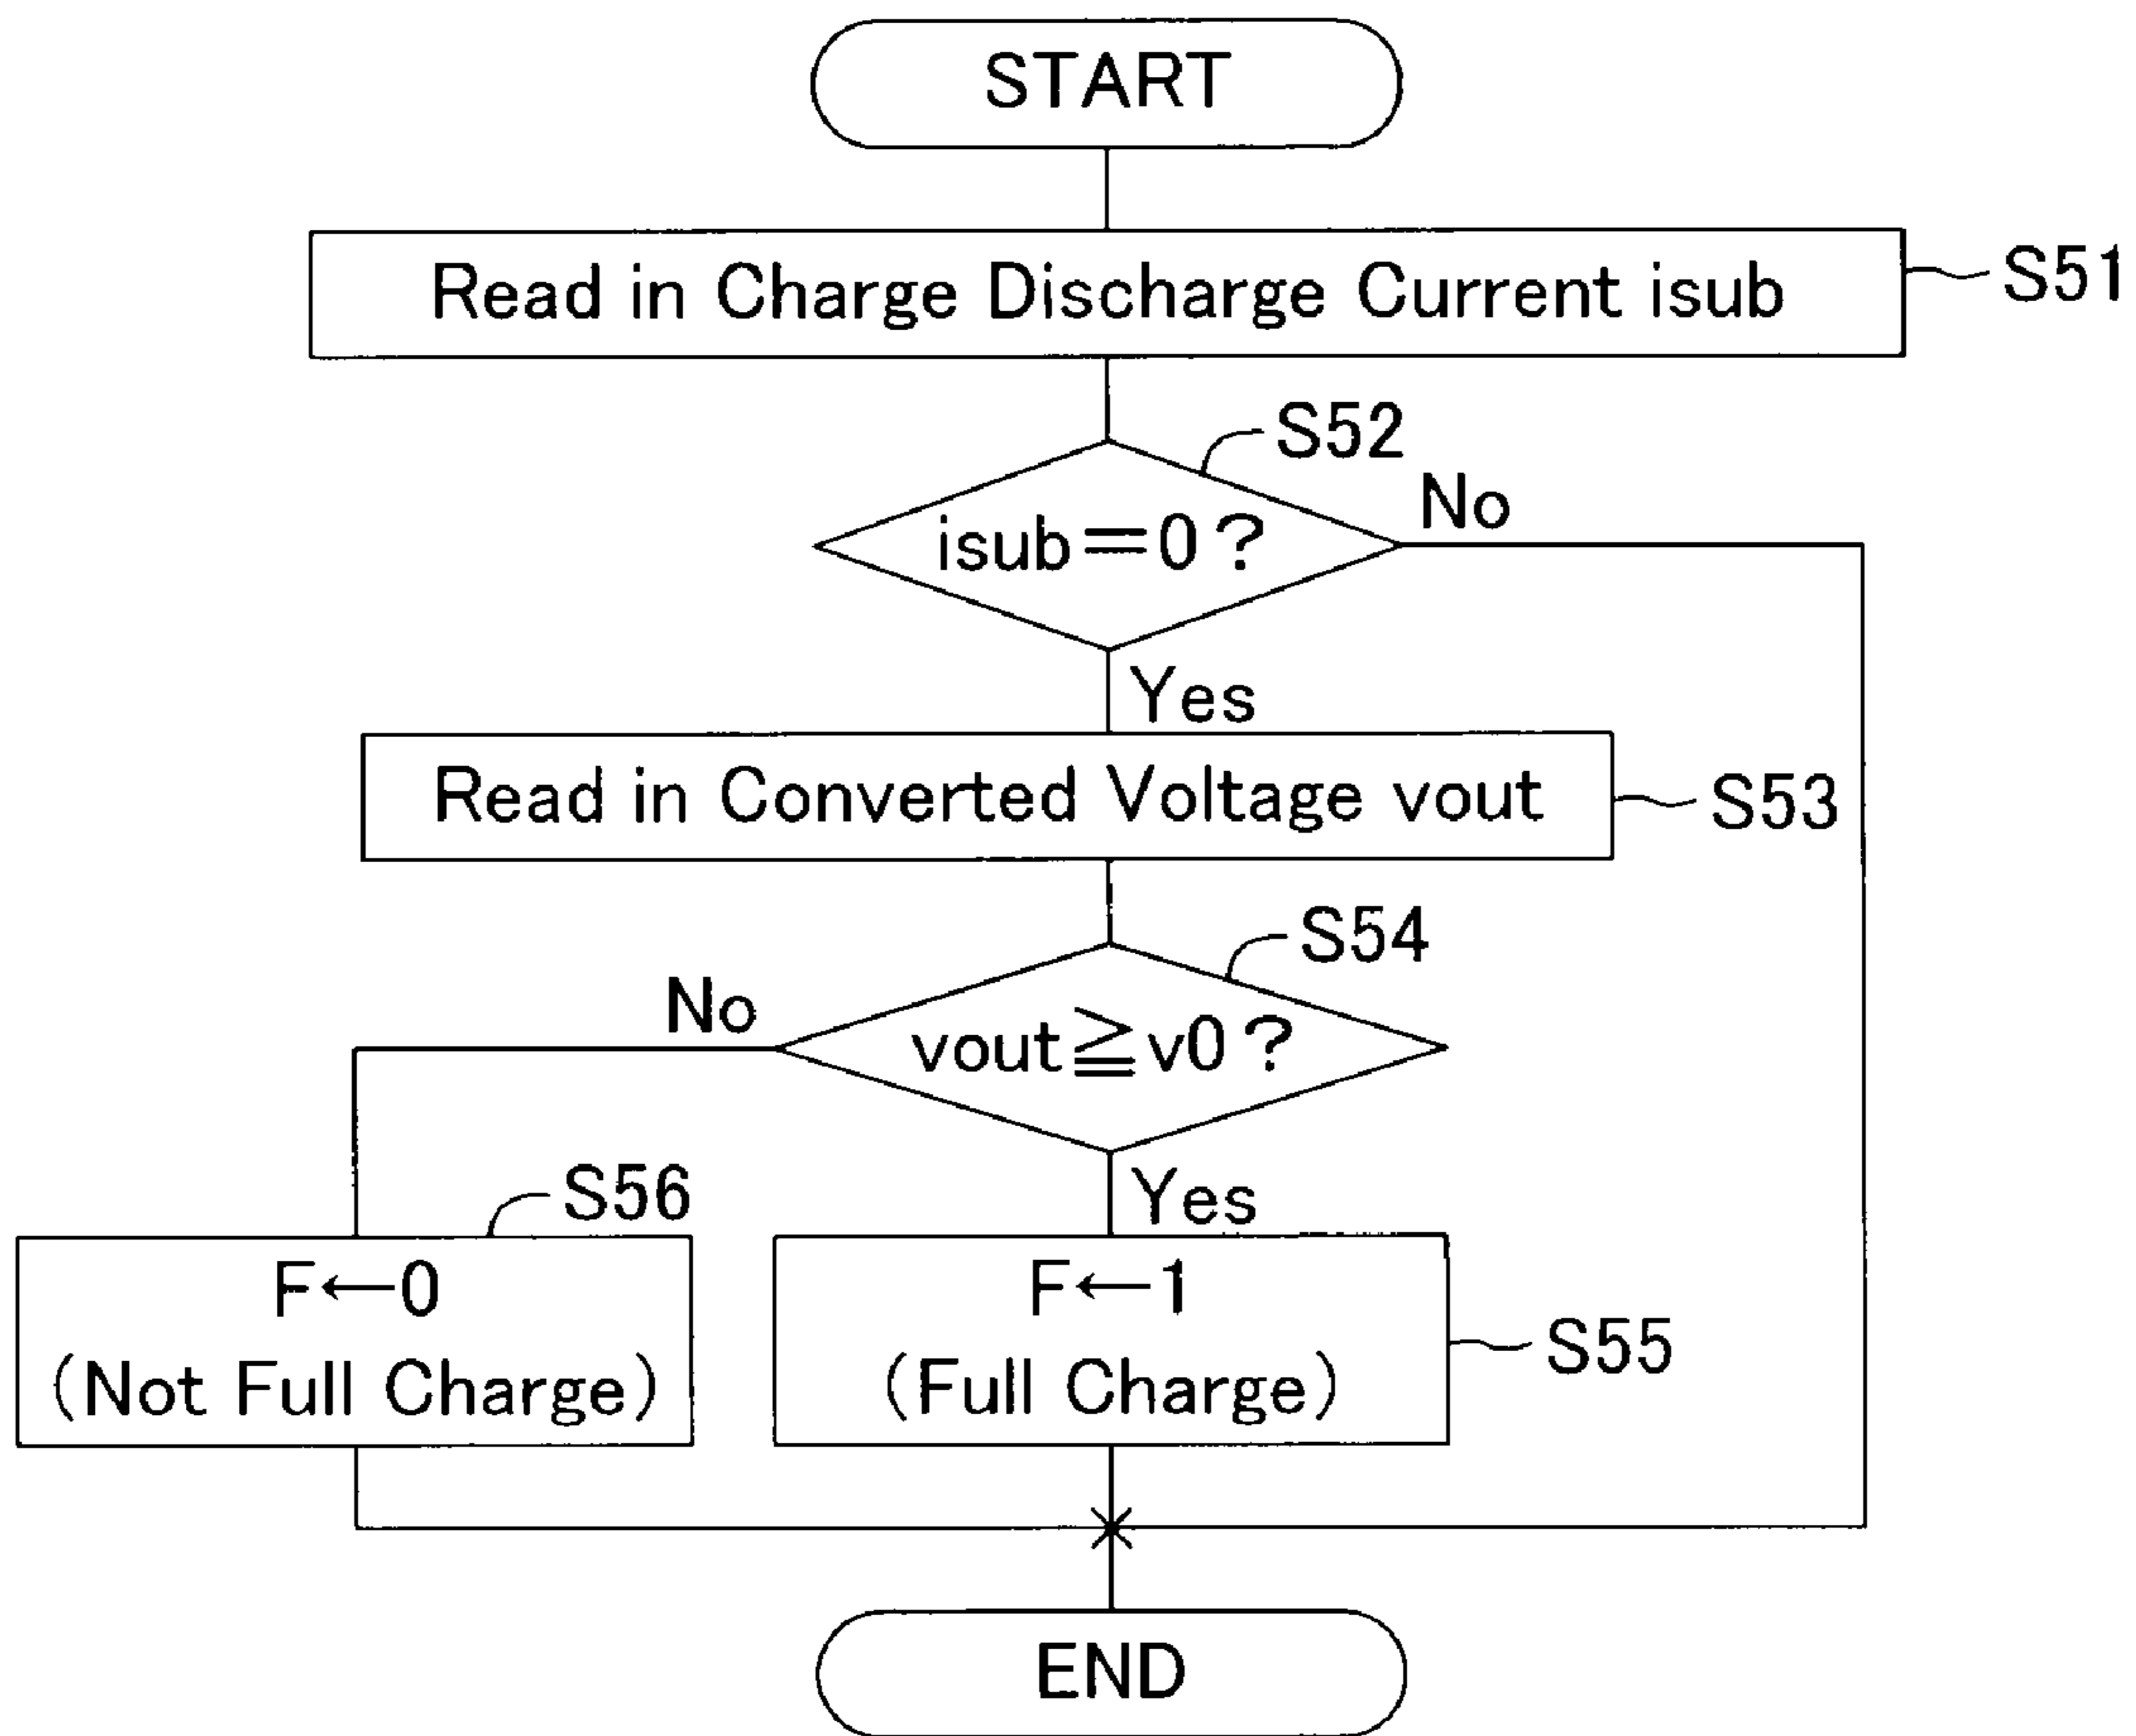 START
Read in Charge Discharge Current isub
S51
S52
isub=0?
No
Yes
Read in Converted Voltage vout
S53
S54
No
vout≧v0?
S56
Yes
F←0
(Not Full Charge)
F←1
(Full Charge)
S55
END